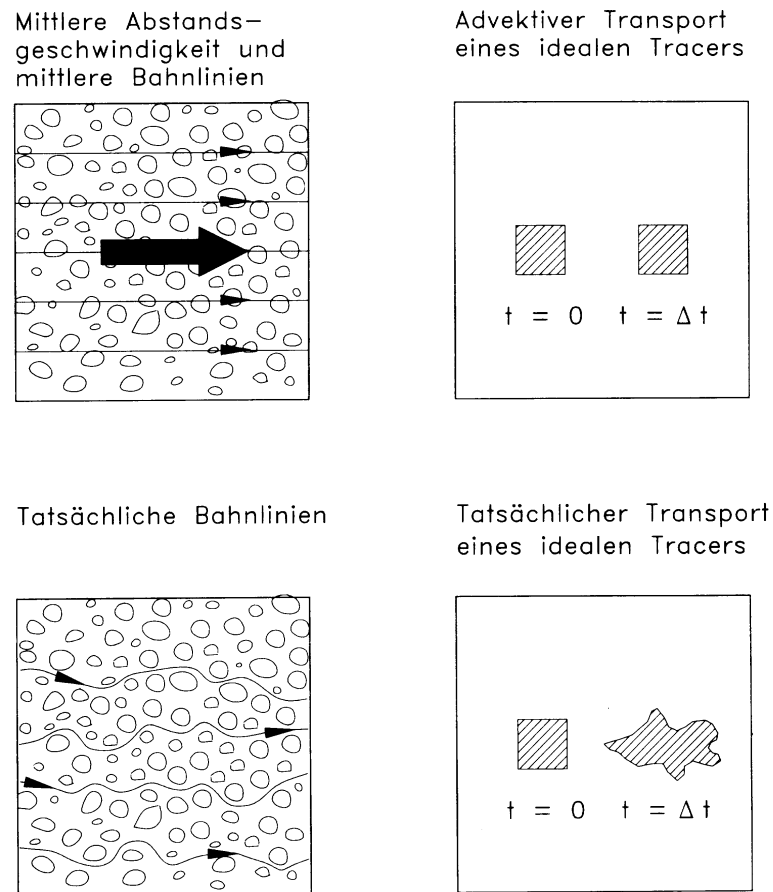 Mittlere Abstands-
geschwindigkeit und
mittlere Bahnlinien
Advektiver Transport
eines idealen Tracers
t = 0 t = Δt
Tatsächliche Bahnlinien
Tatsächlicher Transport
eines idealen Tracers
t = 0 t = Δt